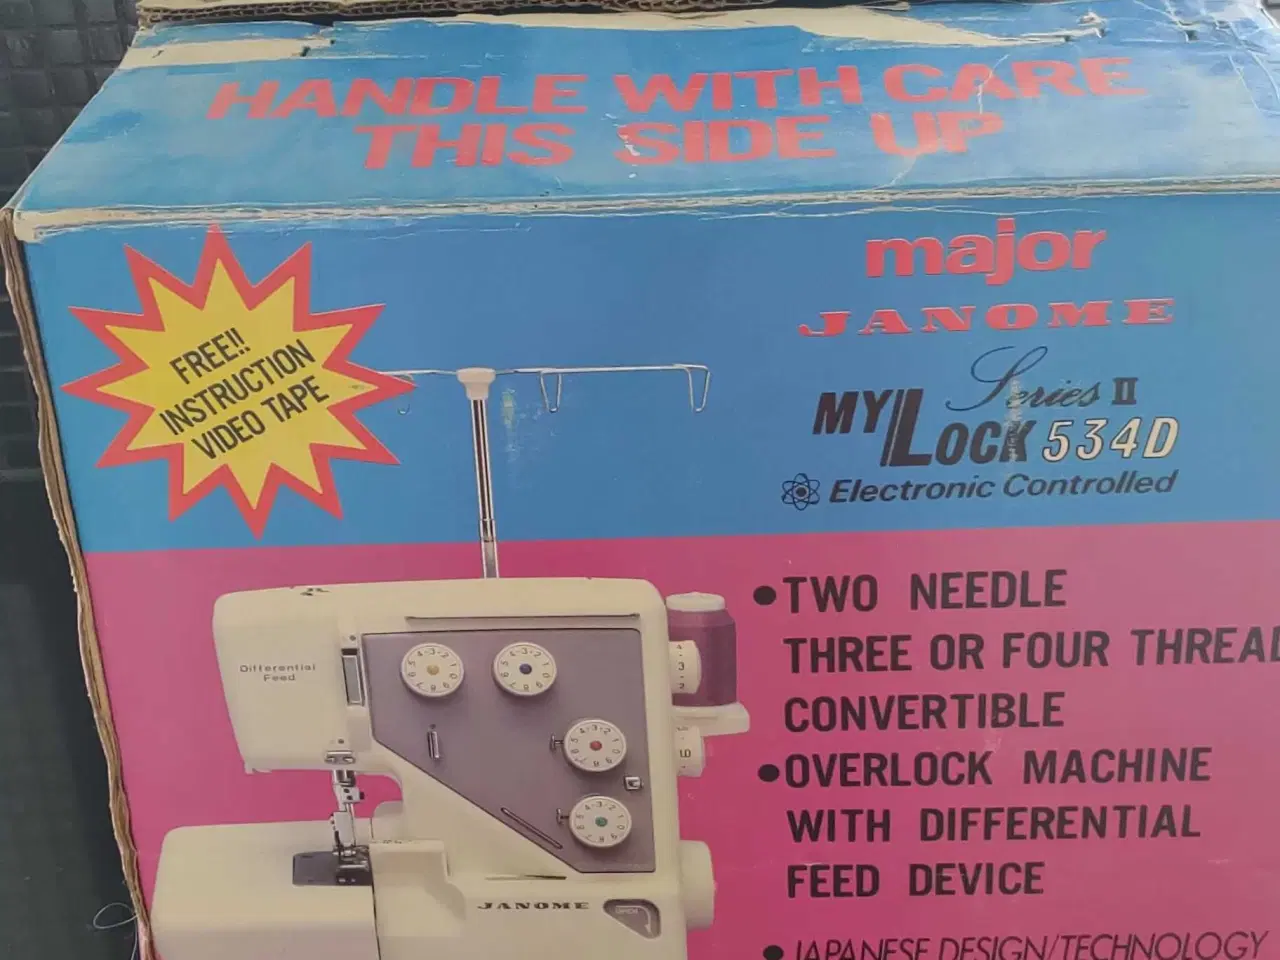 HANDLE WITH CARE
THIS SIDE UP
FREE!!
INSTRUCTION
VIDEO TAPE
major
JANOME
Series II
MY LOCK 534D
Electronic Controlled
Differential
Feed
JANOME
• TWO NEEDLE
THREE OR FOUR THREAD
CONVERTIBLE
• OVERLOCK MACHINE
WITH DIFFERENTIAL
FEED DEVICE
• JAPANESE DESIGN/TECHNOLOGY